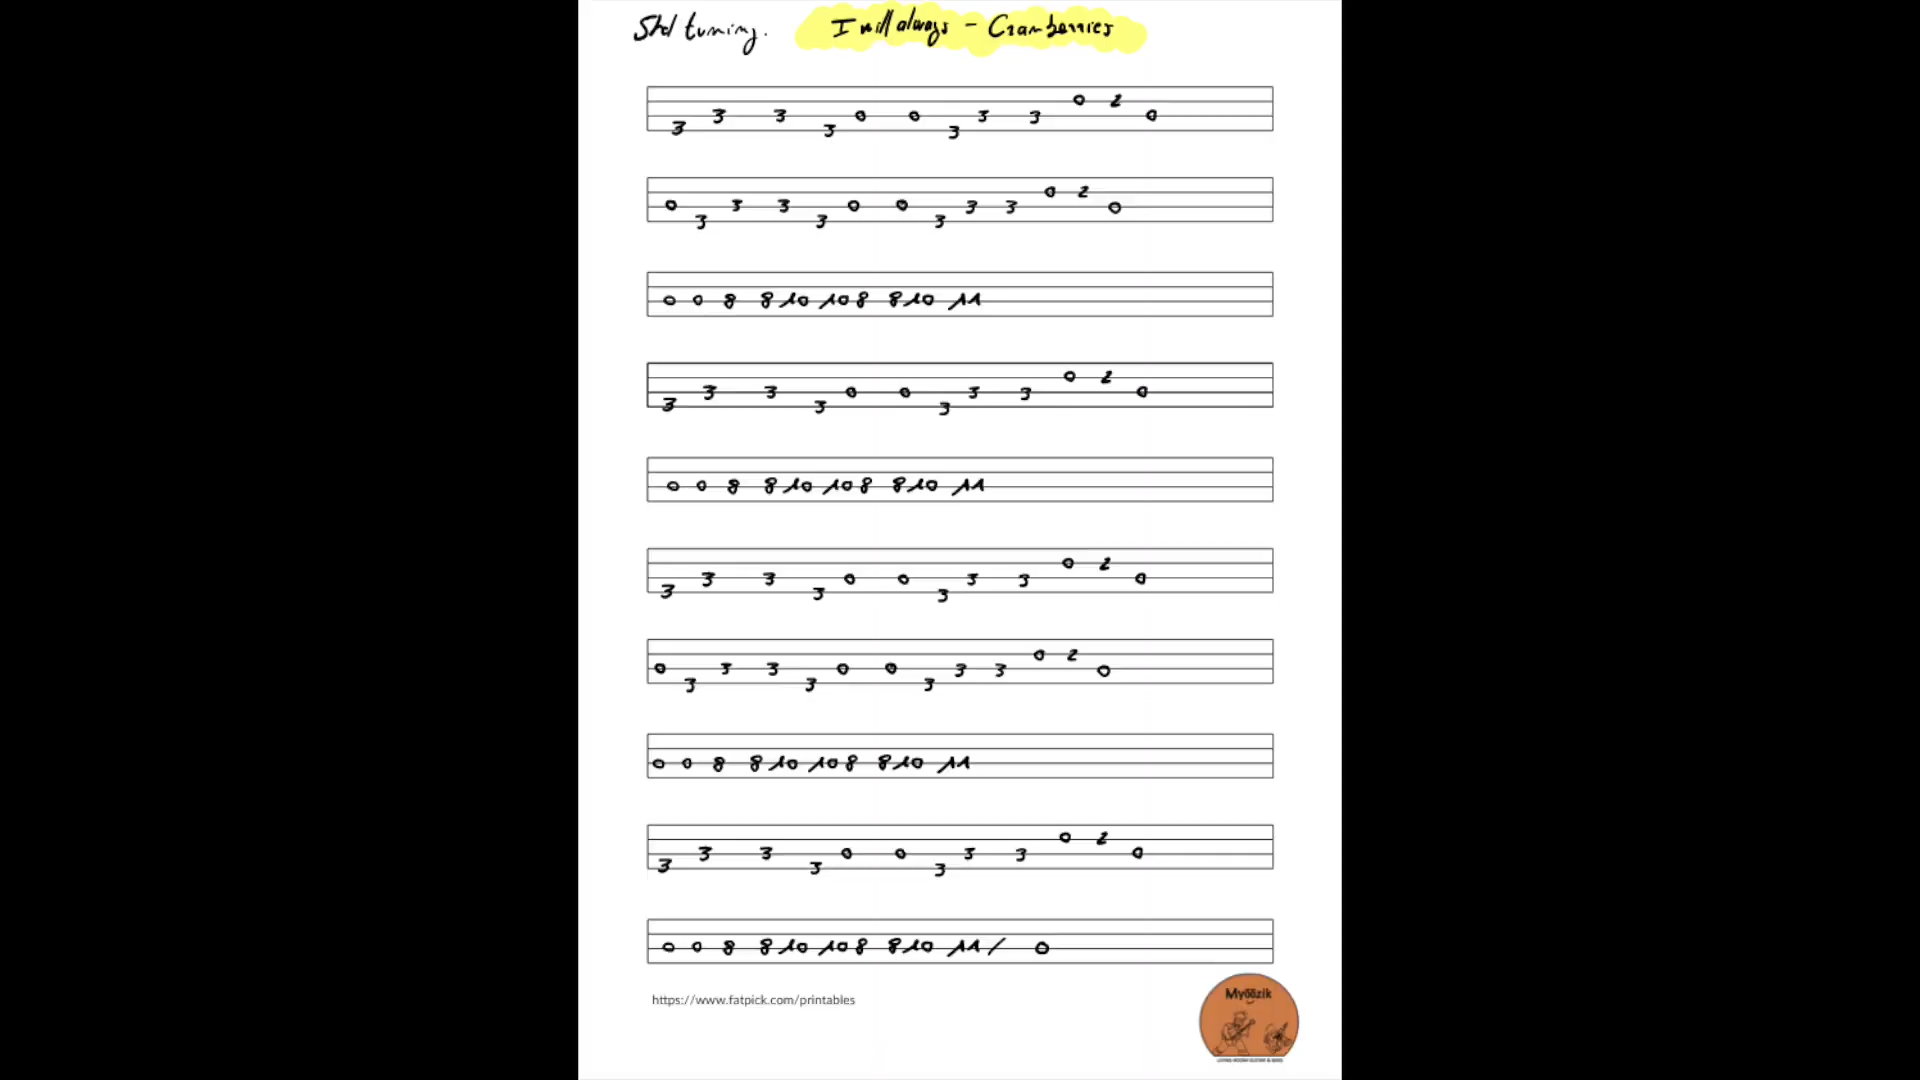 Std tuning. I will always - Cranberries
3 3 3 3 0 0 3 3 3 0 2 0
0 3 3 3 3 0 0 3 3 3 0 2 0
0 0 8 8 10 10 8 8 10 11
3 3 3 3 0 0 3 3 3 0 2 0
0 0 8 8 10 10 8 8 10 11
3 3 3 3 0 0 3 3 3 0 2 0
0 3 3 3 3 0 0 3 3 3 0 2 0
0 0 8 8 10 10 8 8 10 11
3 3 3 3 0 0 3 3 3 0 2 0
0 0 8 8 10 10 8 8 10 11 / 0
https://www.fatpick.com/printables
Myoozik